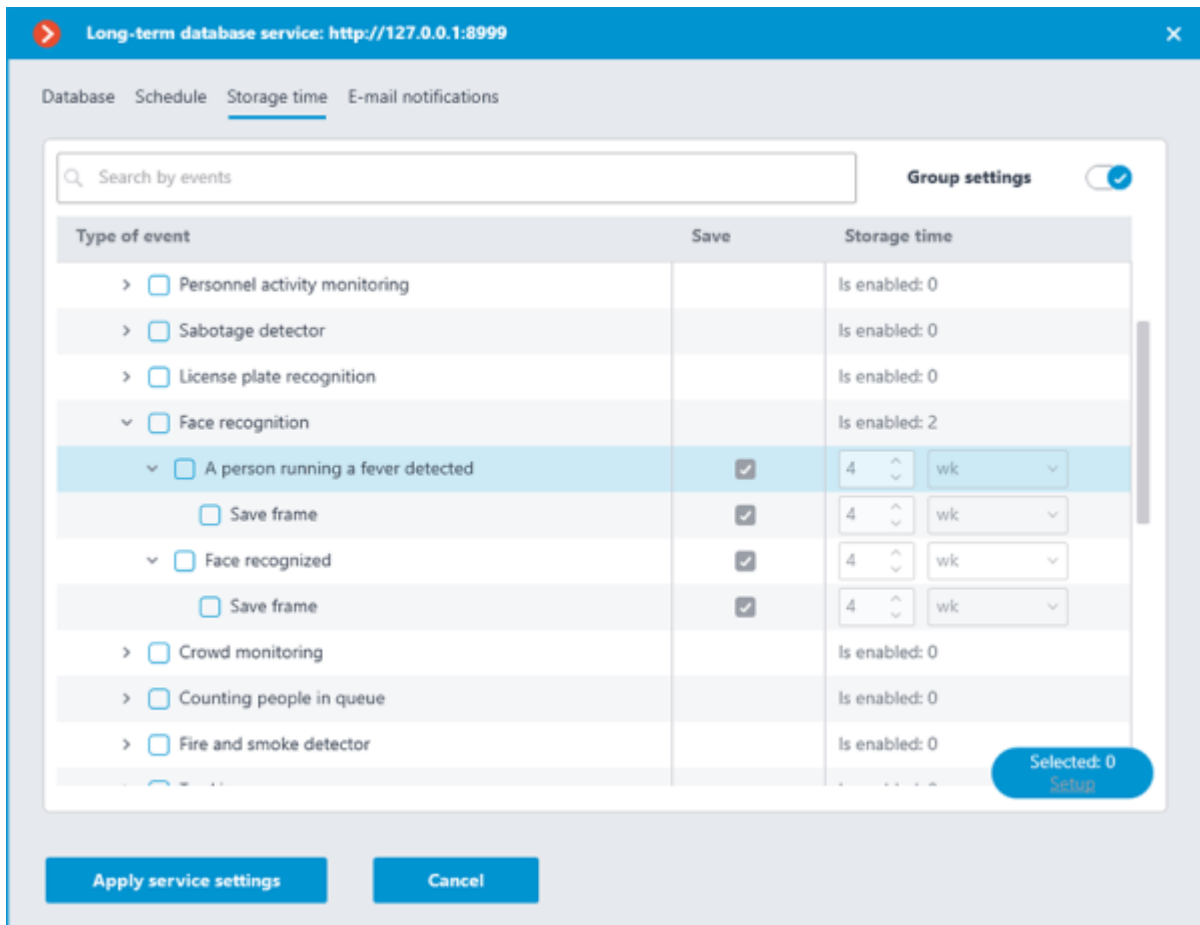 Long-term database service: http://127.0.0.1:8999
Database Schedule Storage time E-mail notifications
Search by events Group settings
Type of event Save Storage time
Personnel activity monitoring Is enabled: 0
Sabotage detector Is enabled: 0
License plate recognition Is enabled: 0
Face recognition Is enabled: 2
A person running a fever detected 4 wk
Save frame 4 wk
Face recognized 4 wk
Save frame 4 wk
Crowd monitoring Is enabled: 0
Counting people in queue Is enabled: 0
Fire and smoke detector Is enabled: 0
Selected: 0
Setup
Apply service settings Cancel